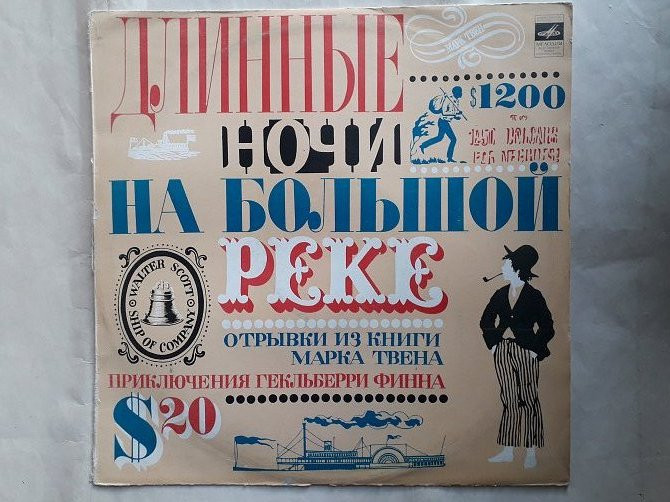 ДЛИННЫЕ
МЕЛОДИЯ
$1200
НОЧИ
НА БОЛЬШОЙ
РЕКЕ
WALTER SCOTT
SHIP OF COMPANY
ОТРЫВКИ ИЗ КНИГИ
МАРКА ТВЕНА
ПРИКЛЮЧЕНИЯ ГЕКЛЬБЕРРИ ФИННА
$20